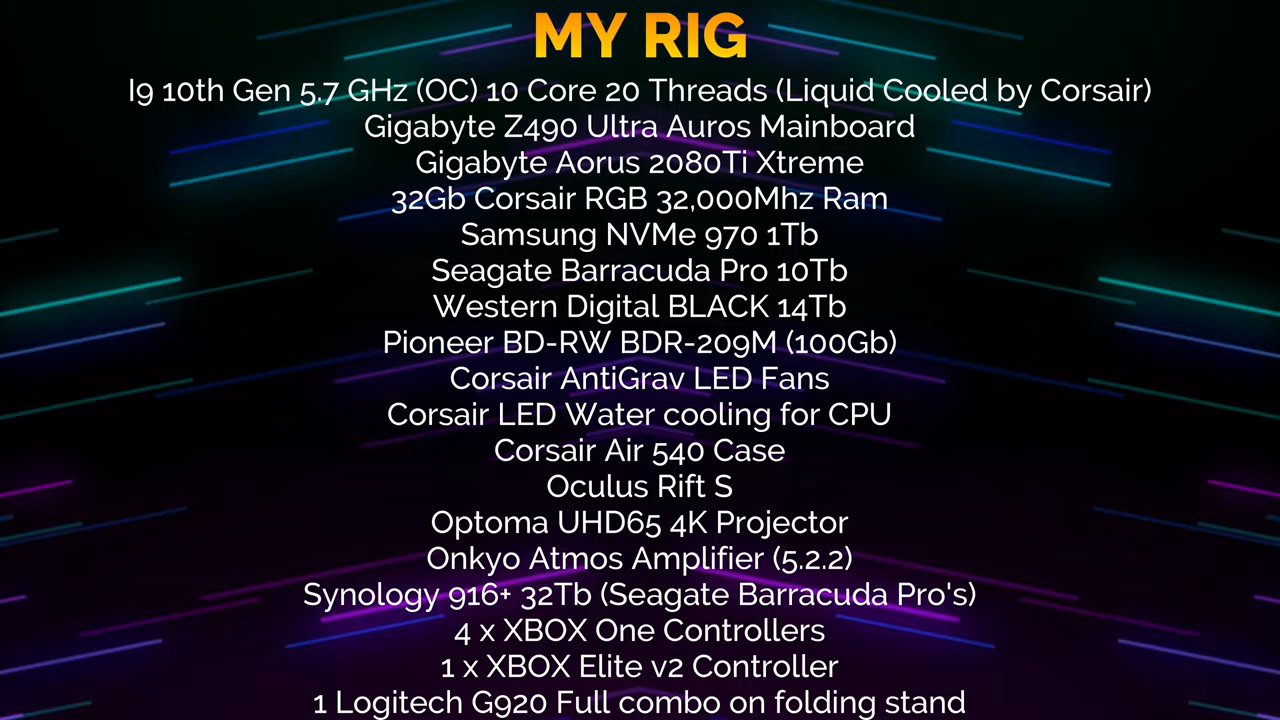 MY RIG
I9 10th Gen 5.7 GHz (OC) 10 Core 20 Threads (Liquid Cooled by Corsair)
Gigabyte Z490 Ultra Auros Mainboard
Gigabyte Aorus 2080Ti Xtreme
32Gb Corsair RGB 32,000Mhz Ram
Samsung NVMe 970 1Tb
Seagate Barracuda Pro 10Tb
Western Digital BLACK 14Tb
Pioneer BD-RW BDR-209M (100Gb)
Corsair AntiGrav LED Fans
Corsair LED Water cooling for CPU
Corsair Air 540 Case
Oculus Rift S
Optoma UHD65 4K Projector
Onkyo Atmos Amplifier (5.2.2)
Synology 916+ 32Tb (Seagate Barracuda Pro's)
4 x XBOX One Controllers
1 x XBOX Elite v2 Controller
1 Logitech G920 Full combo on folding stand